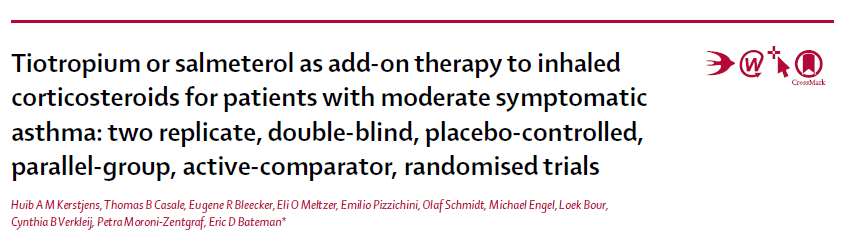 Tiotropium or salmeterol as add-on therapy to inhaled
corticosteroids for patients with moderate symptomatic
asthma: two replicate, double-blind, placebo-controlled,
parallel-group, active-comparator, randomised trials
W
CrossMark
Huib A M Kerstjens, Thomas B Casale, Eugene R Bleecker, Eli O Meltzer, Emilio Pizzichini, Olaf Schmidt, Michael Engel, Loek Bour,
Cynthia B Verkleij, Petra Moroni-Zentgraf, Eric D Bateman*